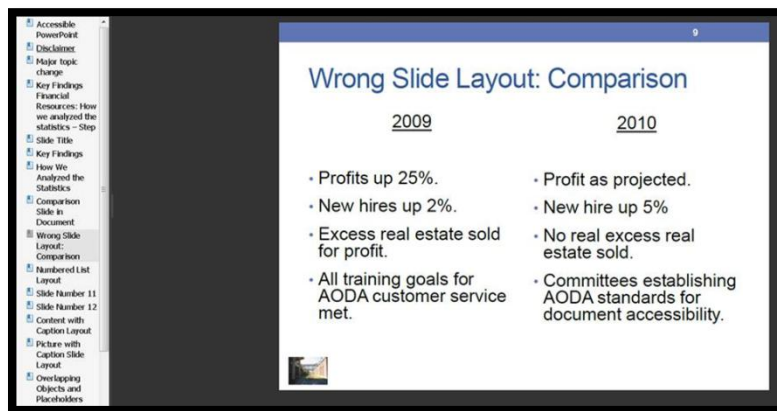 Accessible
PowerPoint
Disclaimer
Major topic
change
Key Findings
Financial
Resources: How
we analyzed the
statistics – Step
Slide Title
Key Findings
How We
Analyzed the
Statistics
Comparison
Slide in
Document
Wrong Slide
Layout:
Comparison
Numbered List
Layout
Slide Number 11
Slide Number 12
Content with
Caption Layout
Picture with
Caption Slide
Layout
Overlapping
Objects and
Placeholders
9
Wrong Slide Layout: Comparison
2009
• Profits up 25%.
• New hires up 2%.
• Excess real estate sold
for profit.
• All training goals for
AODA customer service
met.
2010
• Profit as projected.
• New hire up 5%
• No real excess real
estate sold.
• Committees establishing
AODA standards for
document accessibility.